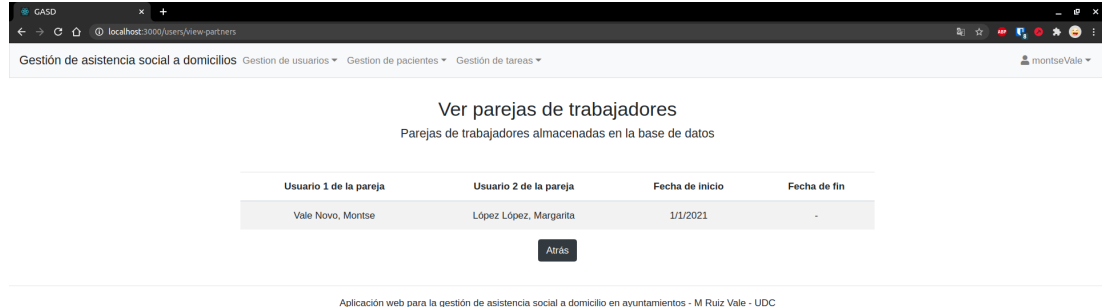 GASD
localhost:3000/users/view-partners
Gestión de asistencia social a domicilios Gestion de usuarios Gestion de pacientes Gestión de tareas montseVale
Ver parejas de trabajadores
Parejas de trabajadores almacenadas en la base de datos
Usuario 1 de la pareja Usuario 2 de la pareja Fecha de inicio Fecha de fin
Vale Novo, Montse López López, Margarita 1/1/2021 -
Atrás
Aplicación web para la gestión de asistencia social a domicilio en ayuntamientos - M Ruiz Vale - UDC